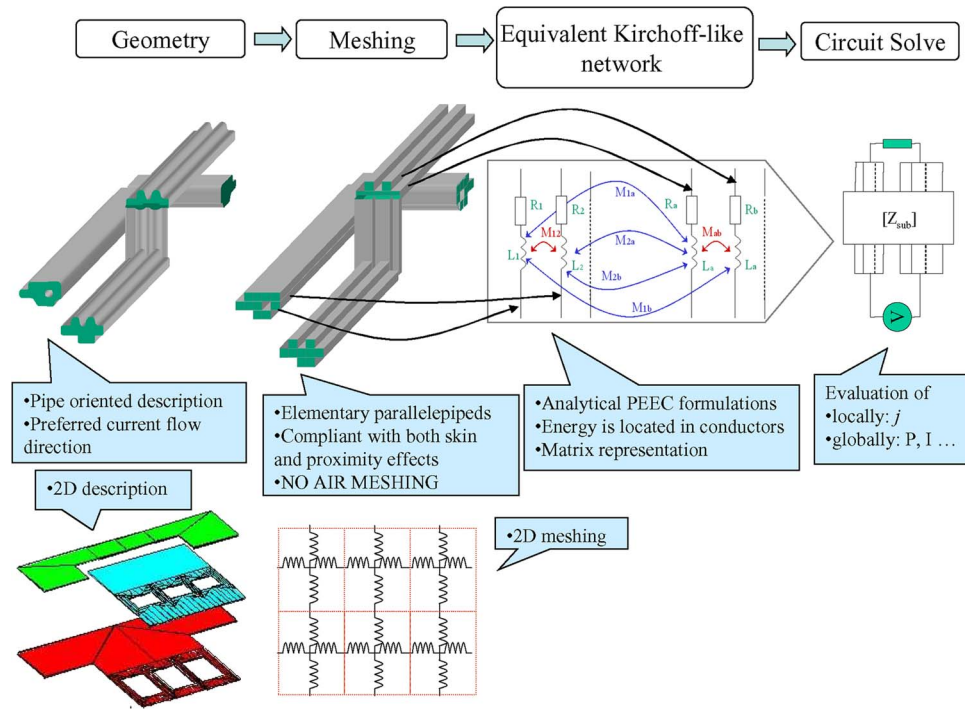 Geometry
Meshing
Equivalent Kirchoff-like
network
Circuit Solve
R1
R2
Ra
Rb
M1a
M12
M2a
Mab
L1
L2
M2b
La
La
M1b
[Zsub]
V
•Pipe oriented description
•Preferred current flow
direction
•Elementary parallelepipeds
•Compliant with both skin
and proximity effects
•NO AIR MESHING
•Analytical PEEC formulations
•Energy is located in conductors
•Matrix representation
Evaluation of
•locally: j
•globally: P, I ...
•2D description
•2D meshing